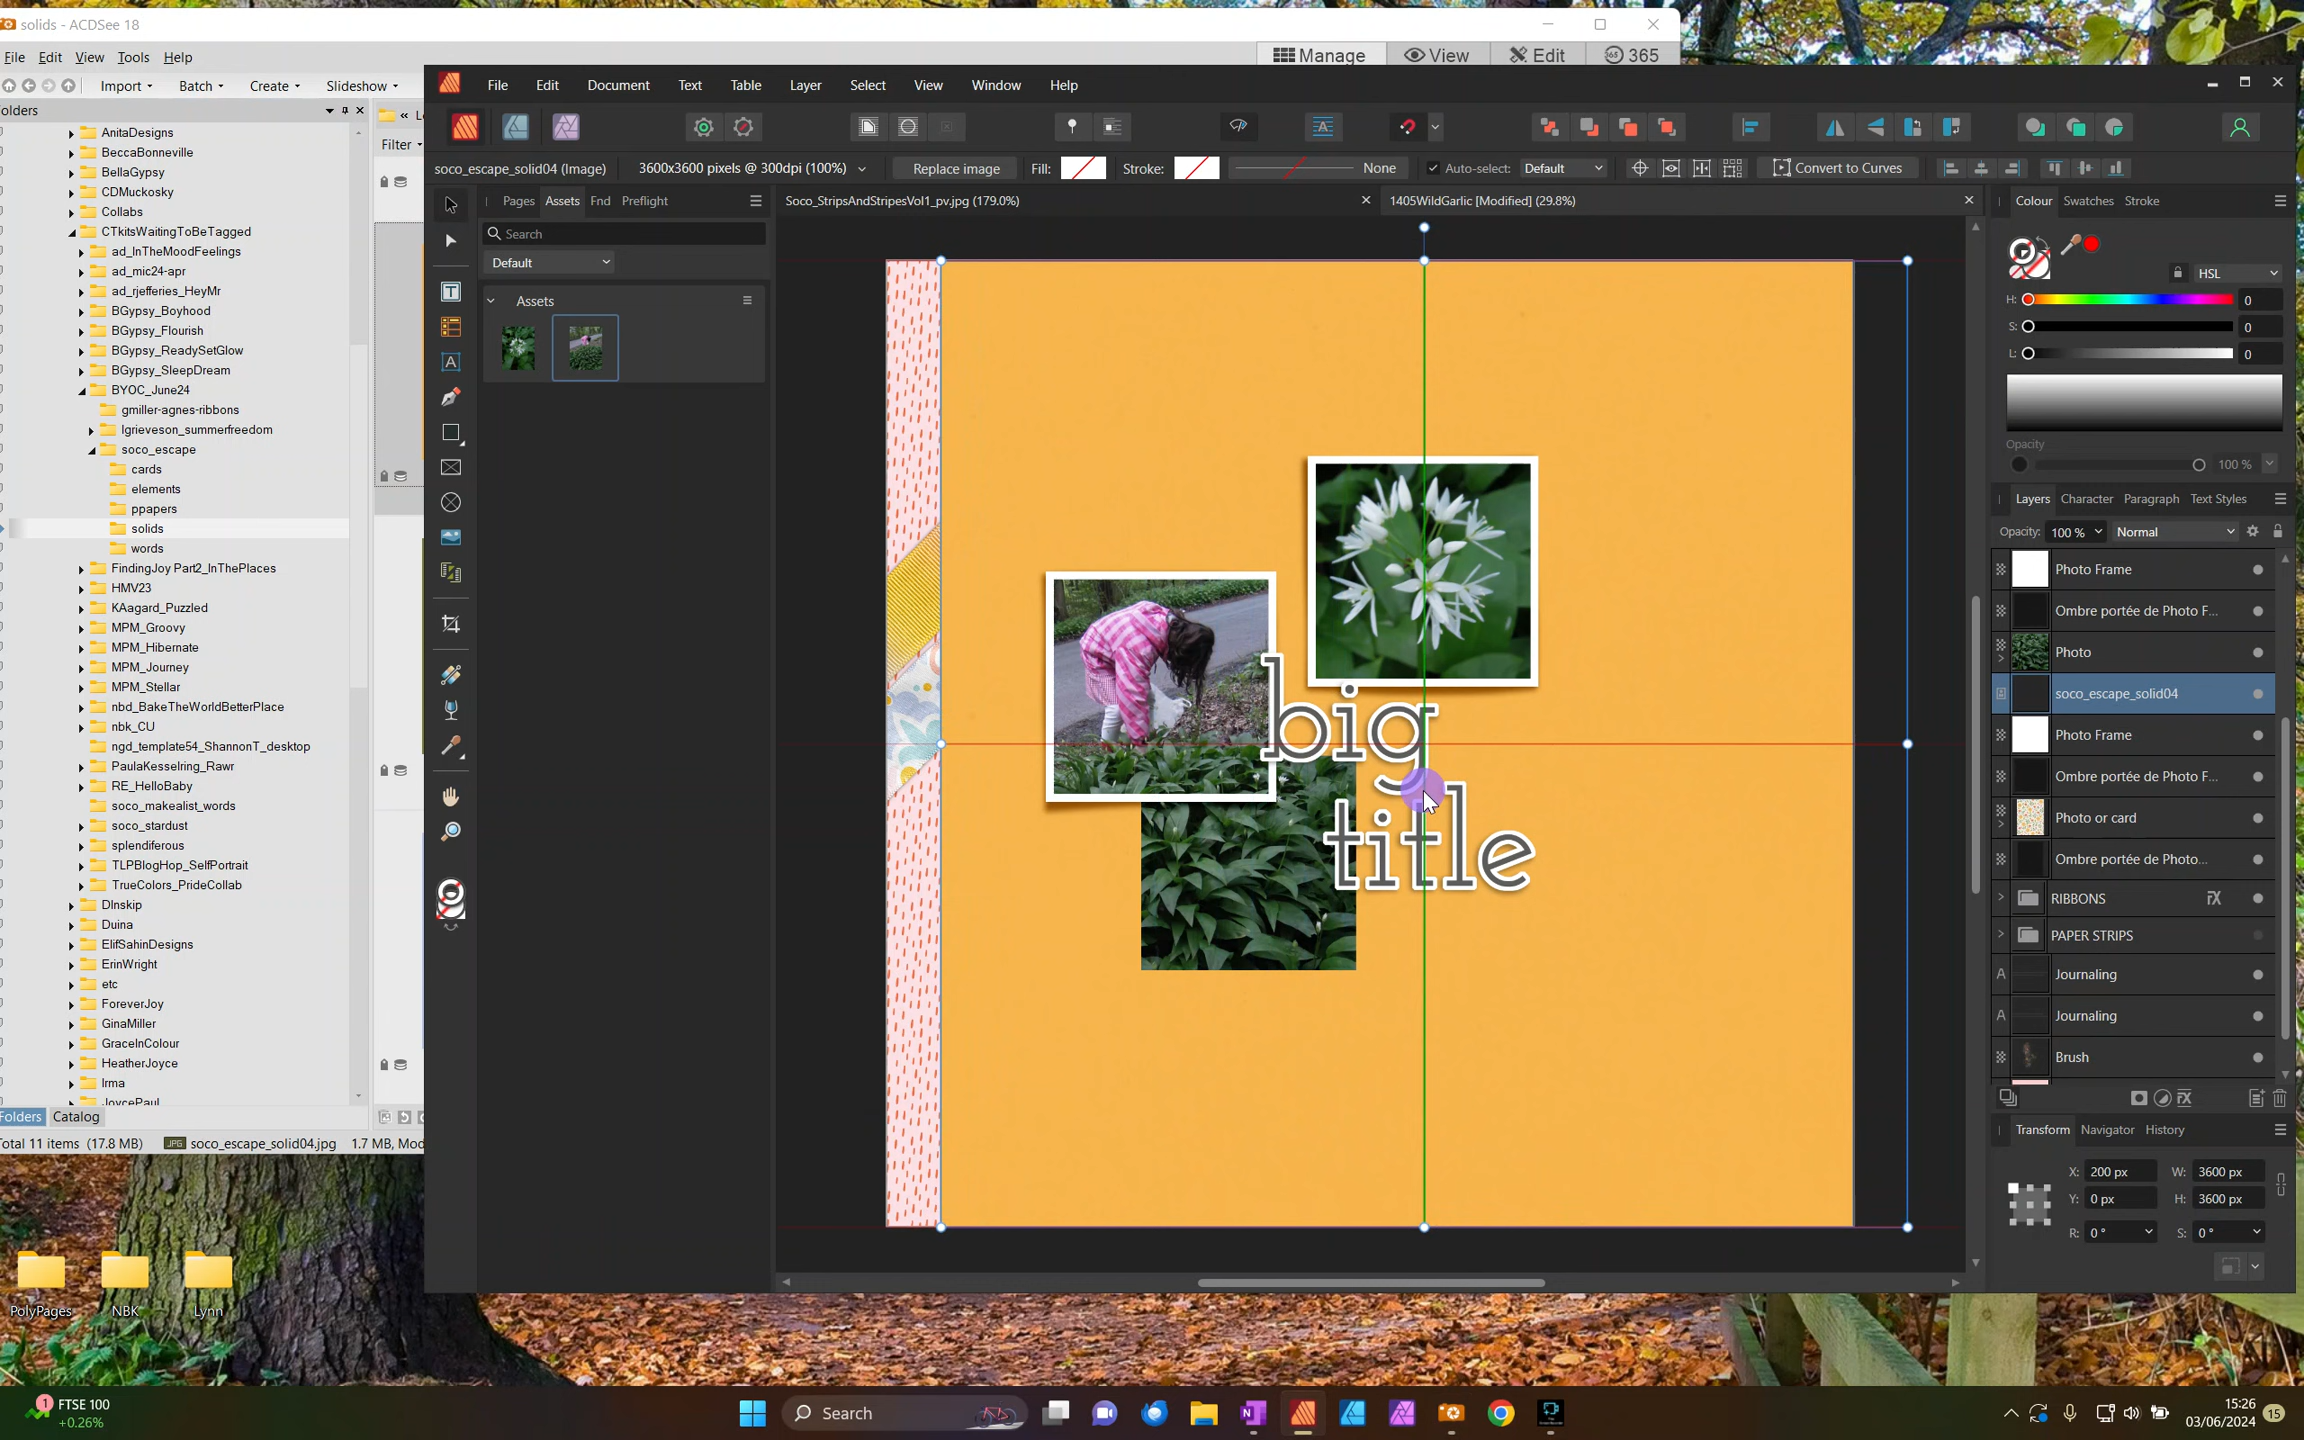 solids - ACDSee 18
File Edit View Tools Help
Manage View Edit 365
Import Batch Create Slideshow
olders
AnitaDesigns
BeccaBonneville
BellaGypsy
CDMuckosky
Collabs
CTkitsWaitingToBeTagged
ad_InTheMoodFeelings
ad_mic24-apr
ad_rjefferies_HeyMr
BGypsy_Boyhood
BGypsy_Flourish
BGypsy_ReadySetGlow
BGypsy_SleepDream
BYOC_June24
gmiller-agnes-ribbons
lgrieveson_summerfreedom
soco_escape
cards
elements
ppapers
solids
words
FindingJoy Part2_InThePlaces
HMV23
KAagard_Puzzled
MPM_Groovy
MPM_Hibernate
MPM_Journey
MPM_Stellar
nbd_BakeTheWorldBetterPlace
nbk_CU
ngd_template54_ShannonT_desktop
PaulaKesselring_Rawr
RE_HelloBaby
soco_makealist_words
soco_stardust
splendiferous
TLPBlogHop_SelfPortrait
TrueColors_PrideCollab
DInskip
Duina
ElifSahinDesigns
ErinWright
etc
ForeverJoy
GinaMiller
GraceInColour
HeatherJoyce
Irma
JoycePaul
Folders Catalog
otal 11 items (17.8 MB) JPG soco_escape_solid04.jpg 1.7 MB, Mod
Filter
File Edit Document Text Table Layer Select View Window Help
soco_escape_solid04 (Image) 3600x3600 pixels @ 300dpi (100%) Replace image Fill: Stroke: None Auto-select: Default Convert to Curves
Pages Assets Fnd Preflight
Search
Default
Assets
Soco_StripsAndStripesVol1_pv.jpg (179.0%)
1405WildGarlic [Modified] (29.8%)
big
title
Colour Swatches Stroke
HSL
H: 0
S: 0
L: 0
Opacity
100 %
Layers Character Paragraph Text Styles
Opacity: 100 % Normal
Photo Frame
Ombre portée de Photo F...
Photo
soco_escape_solid04
Photo Frame
Ombre portée de Photo F...
Photo or card
Ombre portée de Photo...
RIBBONS
PAPER STRIPS
Journaling
Journaling
Brush
Transform Navigator History
X: 200 px W: 3600 px
Y: 0 px H: 3600 px
R: 0 ° S: 0 °
PolyPages NBK Lynn
1 FTSE 100
+0.26%
Search
15:26
03/06/2024
15